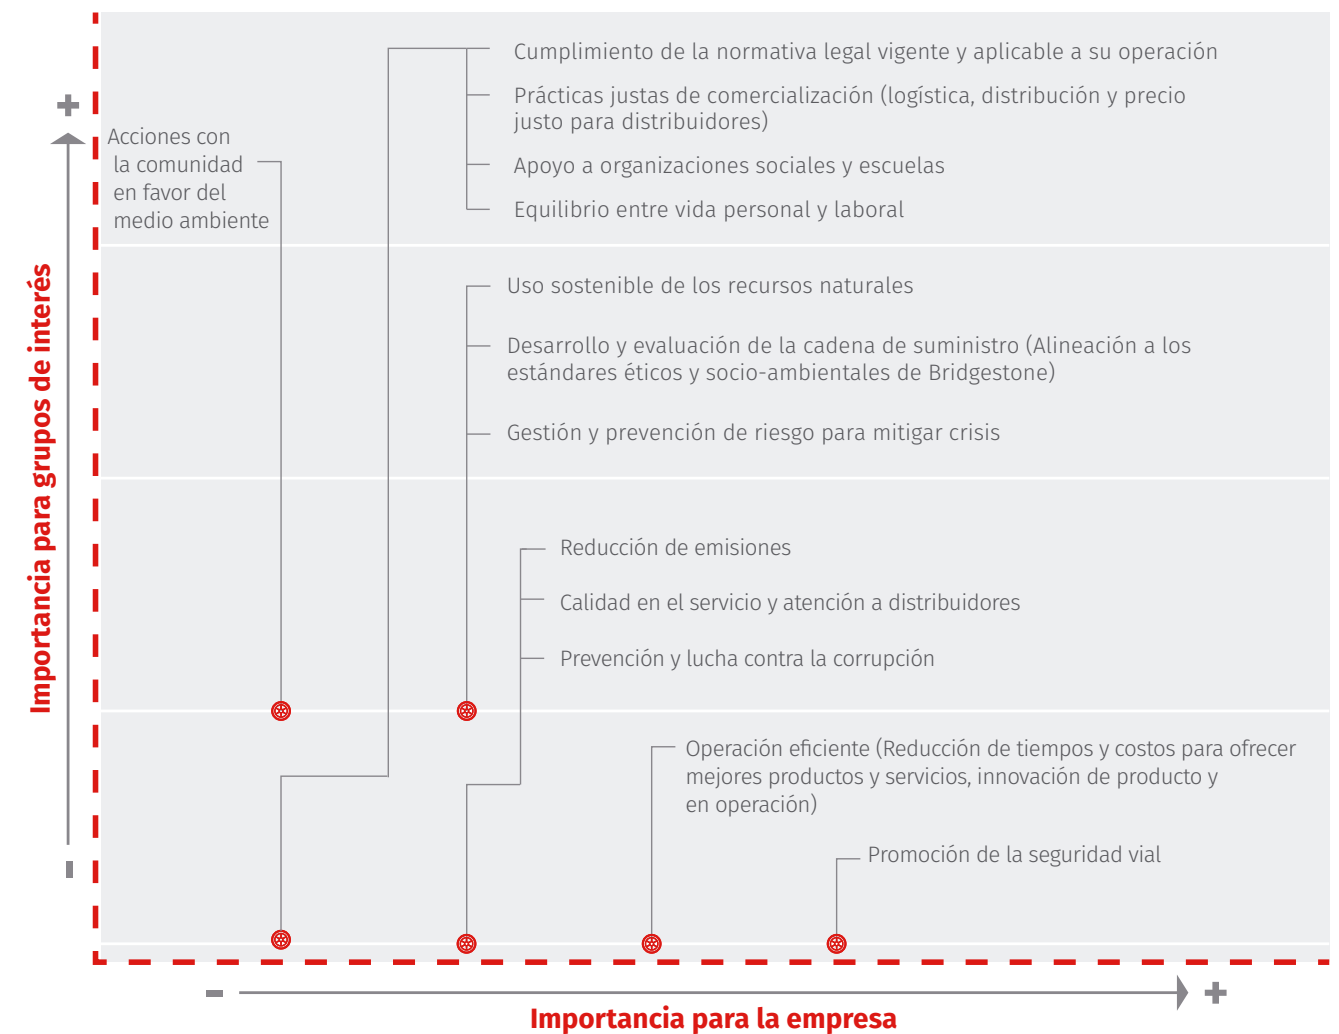 Cumplimiento de la normativa legal vigente y aplicable a su operación
Prácticas justas de comercialización (logística, distribución y precio
justo para distribuidores)
Apoyo a organizaciones sociales y escuelas
Equilibrio entre vida personal y laboral
+
Acciones con
la comunidad
en favor del
medio ambiente
Uso sostenible de los recursos naturales
Desarrollo y evaluación de la cadena de suministro (Alineación a los
estándares éticos y socio-ambientales de Bridgestone)
Gestión y prevención de riesgo para mitigar crisis
Importancia para grupos de interés
Reducción de emisiones
Calidad en el servicio y atención a distribuidores
Prevención y lucha contra la corrupción
Operación eficiente (Reducción de tiempos y costos para ofrecer
mejores productos y servicios, innovación de producto y
en operación)
Promoción de la seguridad vial
-
- +
Importancia para la empresa